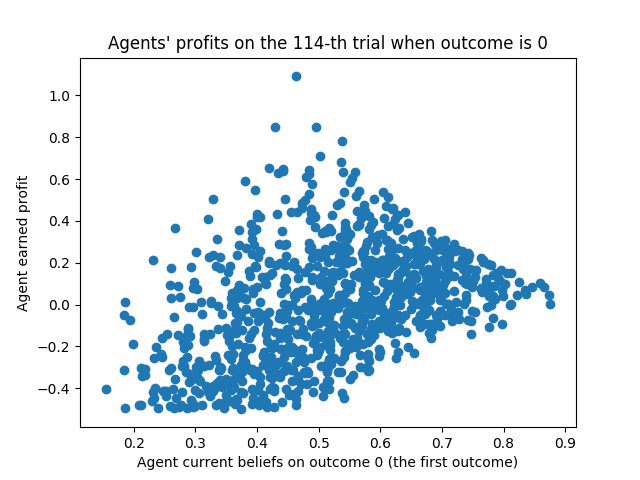 Agents' profits on the 114-th trial when outcome is 0
1.0
0.8
0.6
0.4
0.2
0.0
−0.2
−0.4
Agent earned profit
0.2 0.3 0.4 0.5 0.6 0.7 0.8 0.9
Agent current beliefs on outcome 0 (the first outcome)